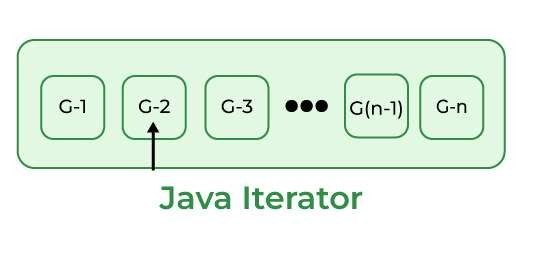 G-1 G-2 G-3 G(n-1) G-n
Java Iterator